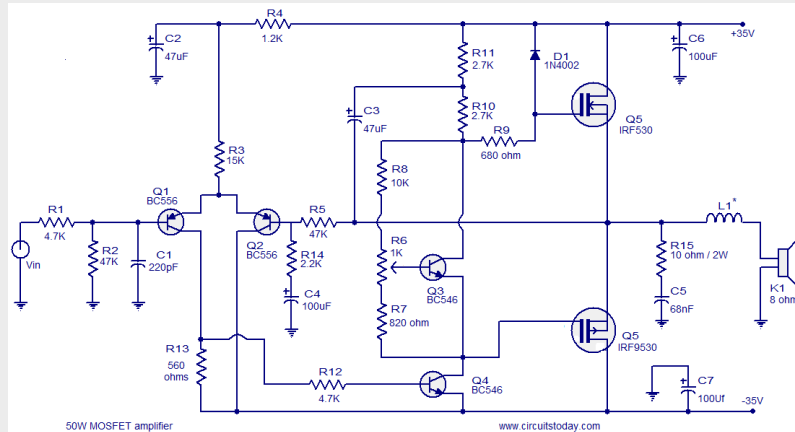 R4
1.2K
+35V
C2
47uF
R11
2.7K
D1
1N4002
C6
100uF
C3
47uF
R10
2.7K
R9
680 ohm
Q5
IRF530
R3
15K
R8
10K
Q1
BC556
R1
4.7K
R2
47K
C1
220pF
Vin
Q2
BC556
R5
47K
R14
2.2K
C4
100uF
R6
1K
Q3
BC546
R7
820 ohm
L1*
R15
10 ohm / 2W
C5
68nF
K1
8 ohm
Q5
IRF9530
R13
560
ohms
R12
4.7K
Q4
BC546
C7
100Uf
-35V
50W MOSFET amplifier
www.circuitstoday.com